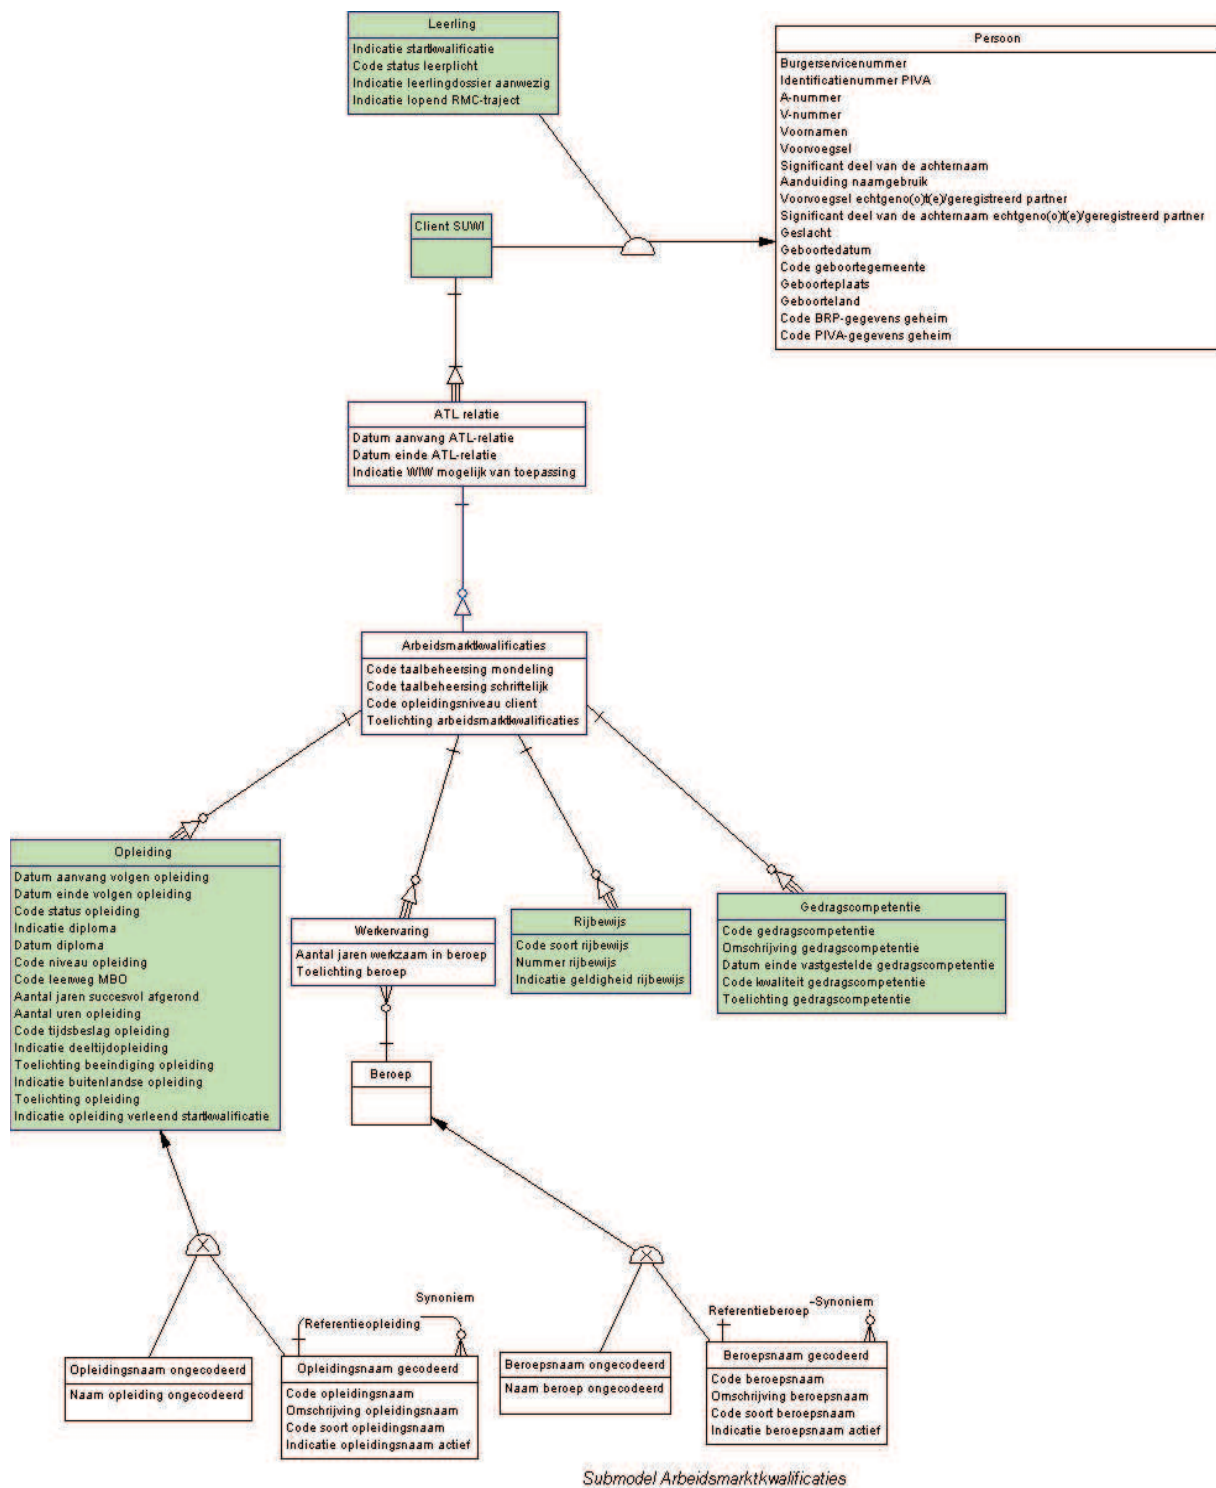 Leerling
Indicatie startkwalificatie
Code status leerplicht
Indicatie leerlingdossier aanwezig
Indicatie lopend RMC-traject
Persoon
Burgerservicenummer
Identificatienummer PIVA
A-nummer
V-nummer
Voornamen
Voorvoegsel
Significant deel van de achternaam
Aanduiding naamgebruik
Voorvoegsel echtgeno(o)t(e)/geregistreerd partner
Significant deel van de achternaam echtgeno(o)t(e)/geregistreerd partner
Geslacht
Geboortedatum
Code geboortegemeente
Geboorteplaats
Geboorteland
Code BRP-gegevens geheim
Code PIVA-gegevens geheim
Client SUWI
ATL relatie
Datum aanvang ATL-relatie
Datum einde ATL-relatie
Indicatie WIW mogelijk van toepassing
Arbeidsmarktkwalificaties
Code taalbeheersing mondeling
Code taalbeheersing schriftelijk
Code opleidingsniveau client
Toelichting arbeidsmarktkwalificaties
Opleiding
Datum aanvang volgen opleiding
Datum einde volgen opleiding
Code status opleiding
Indicatie diploma
Datum diploma
Code niveau opleiding
Code leerweg MBO
Aantal jaren succesvol afgerond
Aantal uren opleiding
Code tijdsbeslag opleiding
Indicatie deeltijdopleiding
Toelichting beeindiging opleiding
Indicatie buitenlandse opleiding
Toelichting opleiding
Indicatie opleiding verleend startkwalificatie
Werkervaring
Aantal jaren werkzaam in beroep
Toelichting beroep
Rijbewijs
Code soort rijbewijs
Nummer rijbewijs
Indicatie geldigheid rijbewijs
Gedragscompetentie
Code gedragscompetentie
Omschrijving gedragscompetentie
Datum einde vastgestelde gedragscompetentie
Code kwaliteit gedragscompetentie
Toelichting gedragscompetentie
Beroep
Synoniem
Referentieopleiding
-Synoniem
Referentieberoep
Opleidingsnaam ongecodeerd
Naam opleiding ongecodeerd
Opleidingsnaam gecodeerd
Code opleidingsnaam
Omschrijving opleidingsnaam
Code soort opleidingsnaam
Indicatie opleidingsnaam actief
Beroepsnaam ongecodeerd
Naam beroep ongecodeerd
Beroepsnaam gecodeerd
Code beroepsnaam
Omschrijving beroepsnaam
Code soort beroepsnaam
Indicatie beroepsnaam actief
Submodel Arbeidsmarktkwalificaties